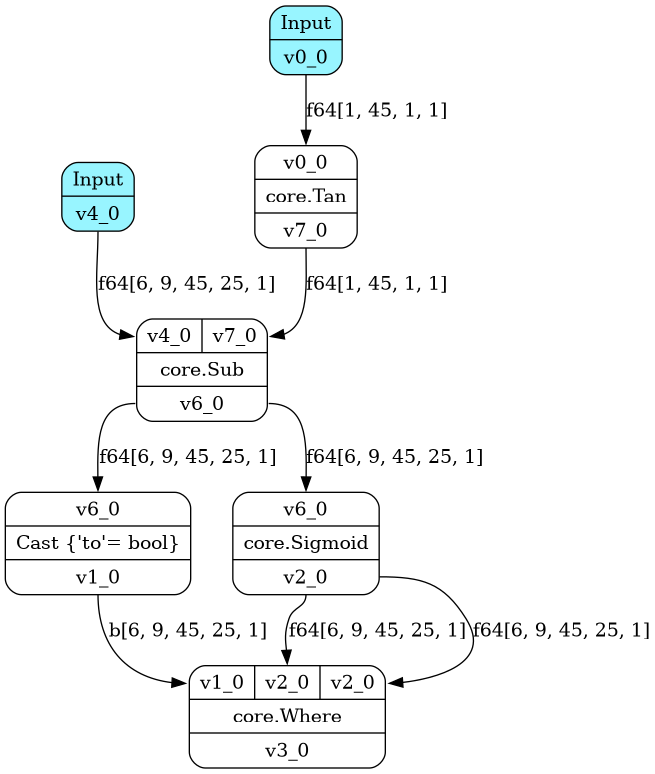 Input
v0_0
f64[1, 45, 1, 1]
v0_0
core.Tan
v7_0
Input
v4_0
f64[6, 9, 45, 25, 1]
f64[1, 45, 1, 1]
v4_0 v7_0
core.Sub
v6_0
f64[6, 9, 45, 25, 1]
f64[6, 9, 45, 25, 1]
v6_0
Cast {'to'= bool}
v1_0
v6_0
core.Sigmoid
v2_0
b[6, 9, 45, 25, 1]
f64[6, 9, 45, 25, 1]
f64[6, 9, 45, 25, 1]
v1_0 v2_0 v2_0
core.Where
v3_0